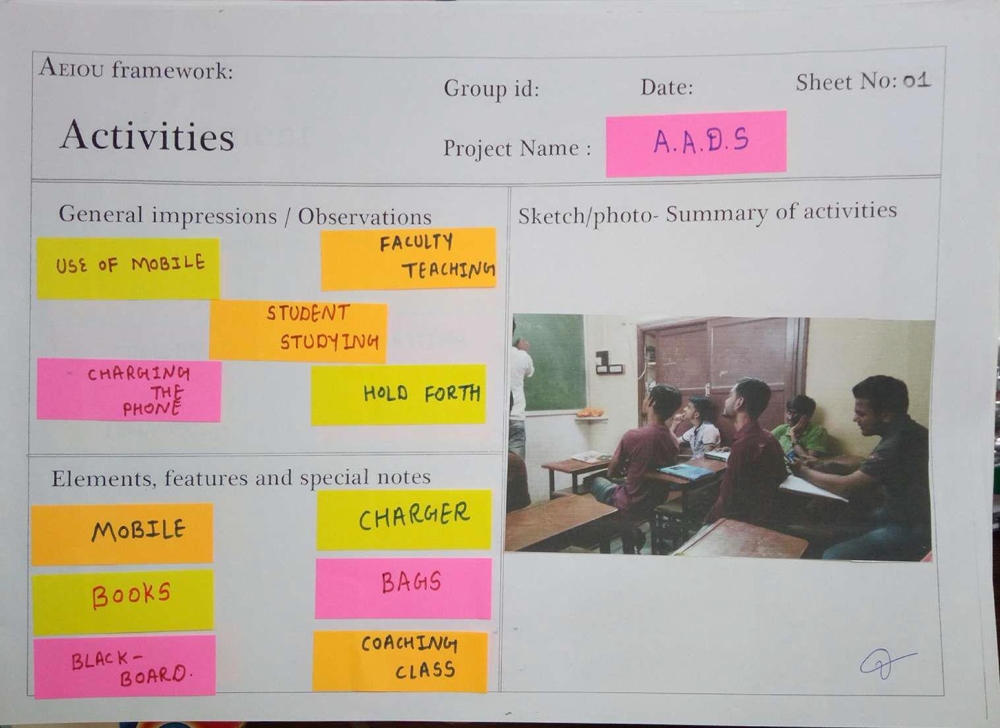 AEIOU framework:
Group id:
Date:
Sheet No: 01
Activities
Project Name :
A.A.D.S
General impressions / Observations
USE OF MOBILE
FACULTY
TEACHING
STUDENT
STUDYING
CHARGING
THE
PHONE
HOLD FORTH
Elements, features and special notes
MOBILE
CHARGER
BOOKS
BAGS
BLACK-
BOARD.
COACHING
CLASS
Sketch/photo- Summary of activities